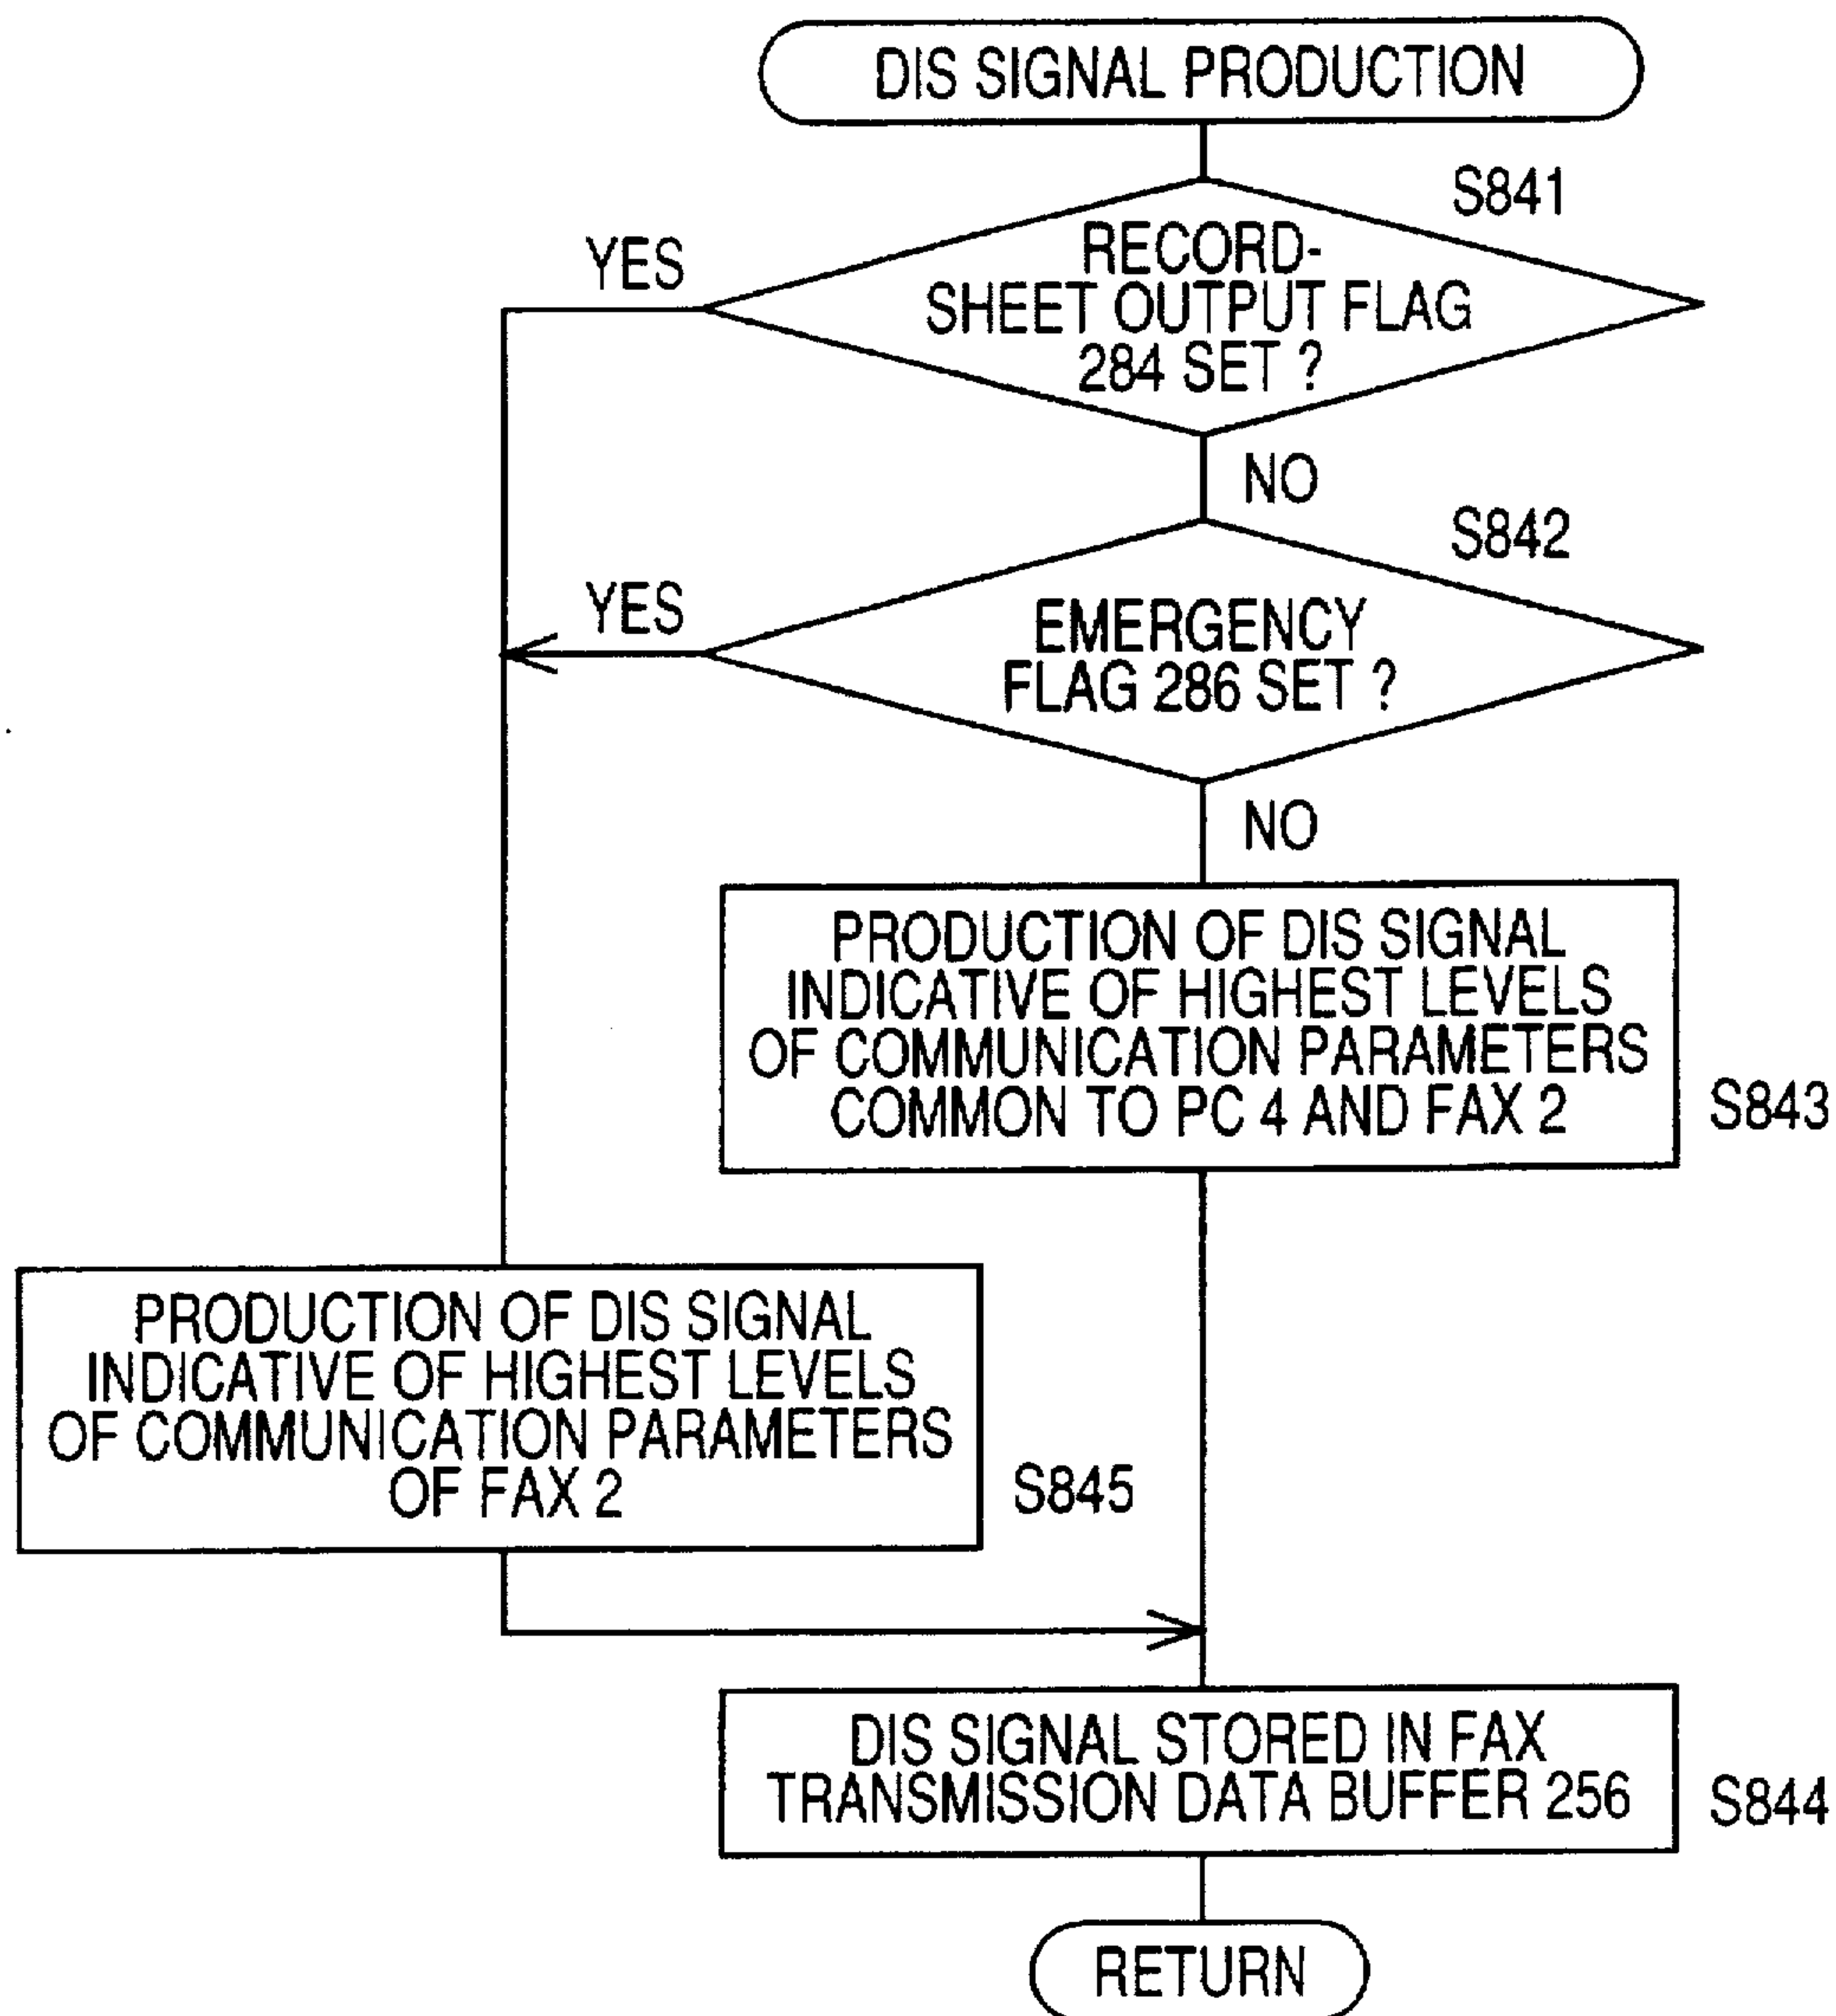 DIS SIGNAL PRODUCTION
S841
RECORD-
SHEET OUTPUT FLAG
284 SET ?
YES
NO
S842
EMERGENCY
FLAG 286 SET ?
YES
NO
PRODUCTION OF DIS SIGNAL
INDICATIVE OF HIGHEST LEVELS
OF COMMUNICATION PARAMETERS
COMMON TO PC 4 AND FAX 2
S843
PRODUCTION OF DIS SIGNAL
INDICATIVE OF HIGHEST LEVELS
OF COMMUNICATION PARAMETERS
OF FAX 2
S845
DIS SIGNAL STORED IN FAX
TRANSMISSION DATA BUFFER 256
S844
RETURN